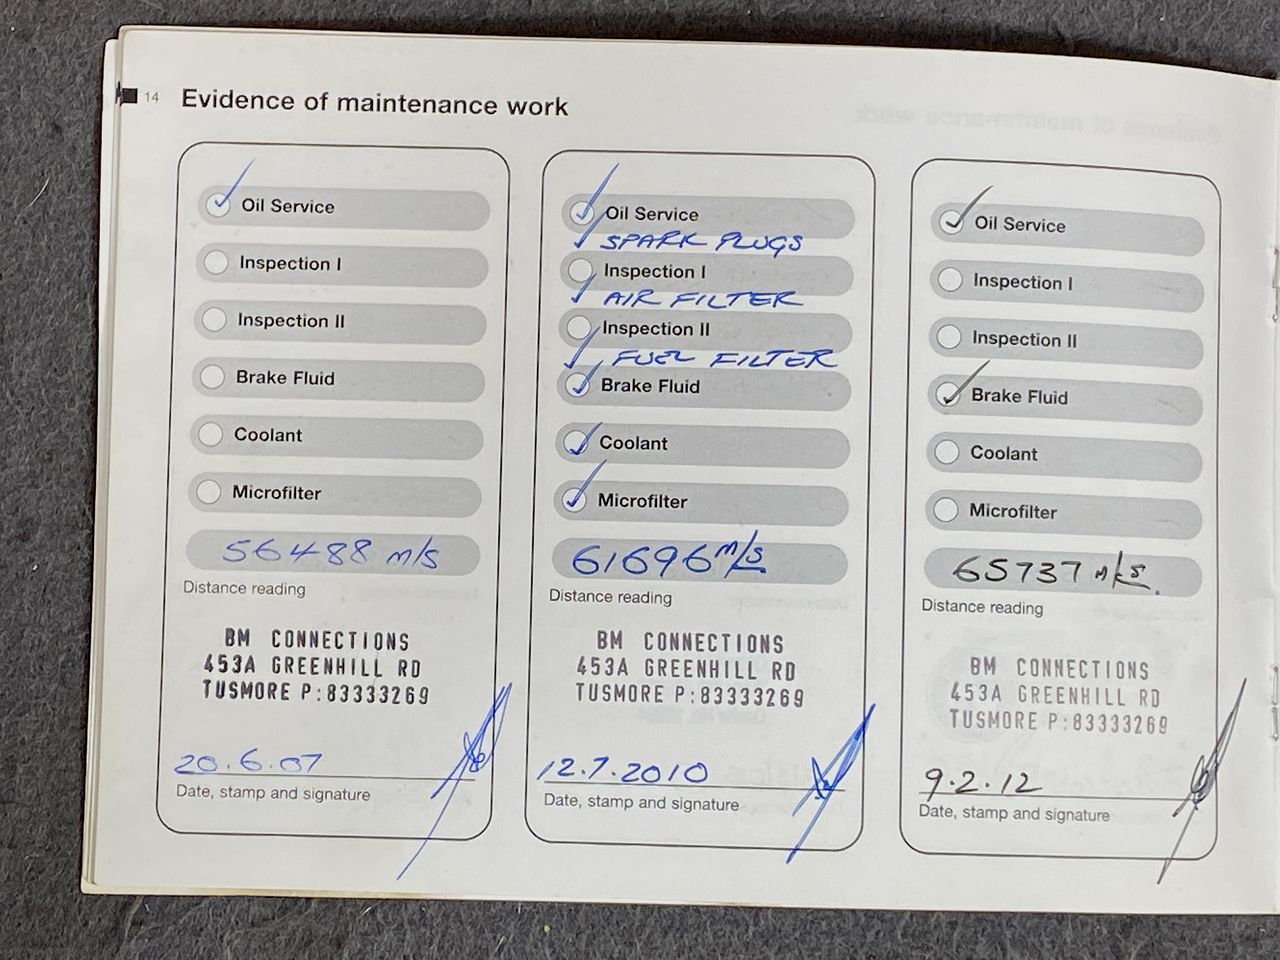 14 Evidence of maintenance work
Oil Service
Inspection I
Inspection II
Brake Fluid
Coolant
Microfilter
56488 m/s
Distance reading
BM CONNECTIONS
453A GREENHILL RD
TUSMORE P:83333269
20.6.07
Date, stamp and signature
Oil Service
SPARK PLUGS
Inspection I
AIR FILTER
Inspection II
FUEL FILTER
Brake Fluid
Coolant
Microfilter
61696 m/s
Distance reading
BM CONNECTIONS
453A GREENHILL RD
TUSMORE P:83333269
12.7.2010
Date, stamp and signature
Oil Service
Inspection I
Inspection II
Brake Fluid
Coolant
Microfilter
65737 m/s.
Distance reading
BM CONNECTIONS
453A GREENHILL RD
TUSMORE P:83333269
9.2.12
Date, stamp and signature